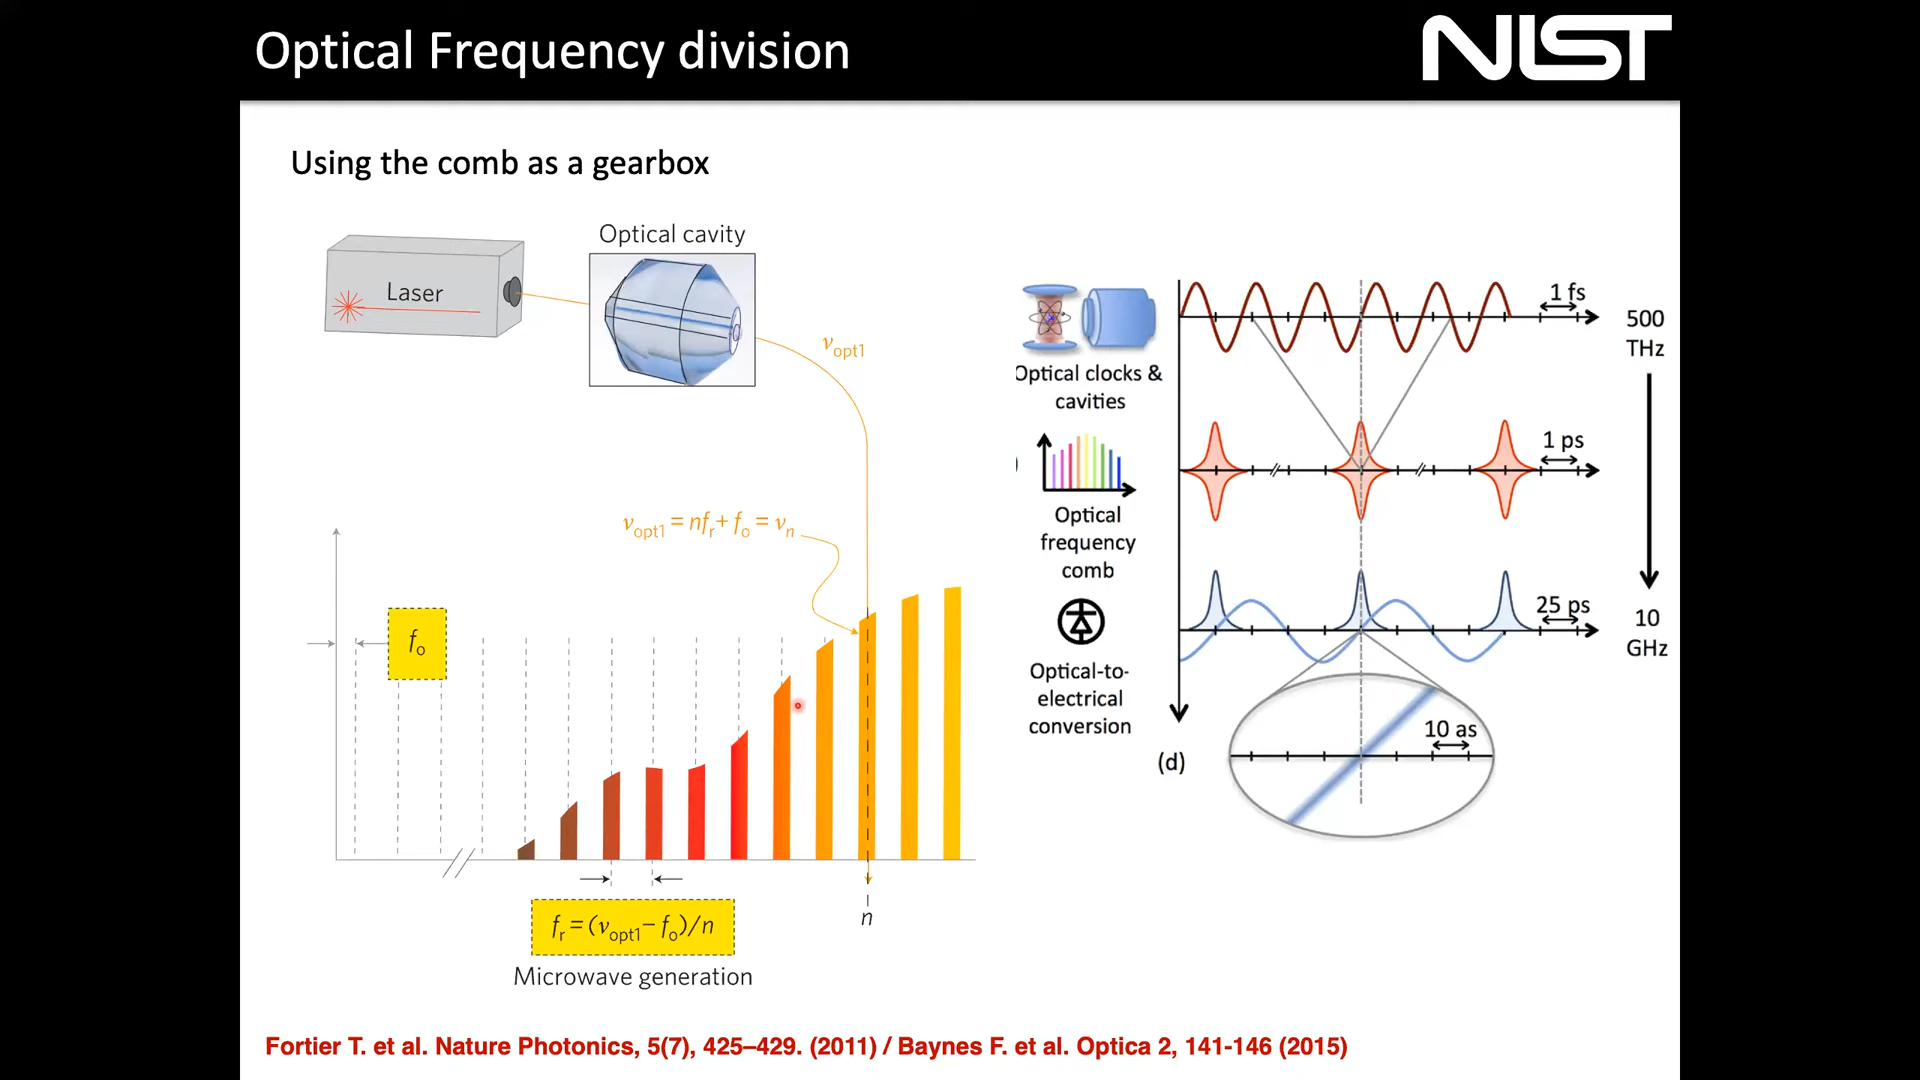 Optical Frequency division
NIST
Using the comb as a gearbox
Optical cavity
Laser
νopt1
νopt1 = nfr + fo = νn
fo
n
fr = (νopt1 − fo)/n
Microwave generation
1 fs
500
THz
Optical clocks &
cavities
1 ps
Optical
frequency
comb
25 ps
10
GHz
Optical-to-
electrical
conversion
10 as
(d)
Fortier T. et al. Nature Photonics, 5(7), 425–429. (2011) / Baynes F. et al. Optica 2, 141-146 (2015)